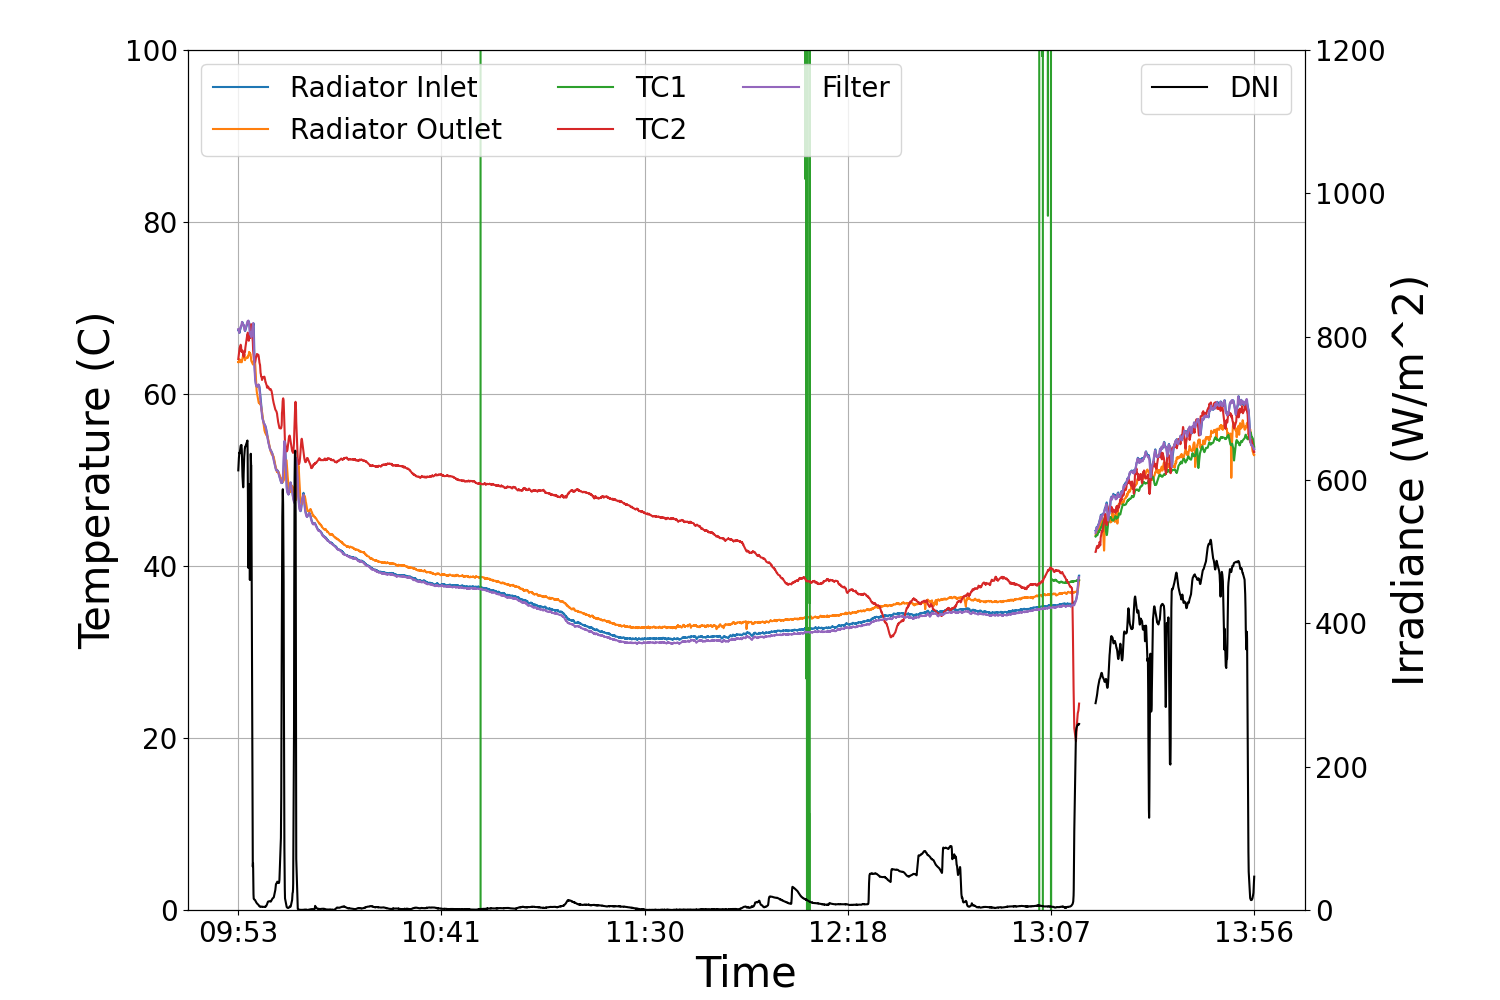 100
80
60
40
20
0
Temperature (C)
Radiator Inlet
Radiator Outlet
TC1
TC2
Filter
DNI
1200
1000
800
600
400
200
0
Irradiance (W/m^2)
09:53 10:41 11:30 12:18 13:07 13:56
Time